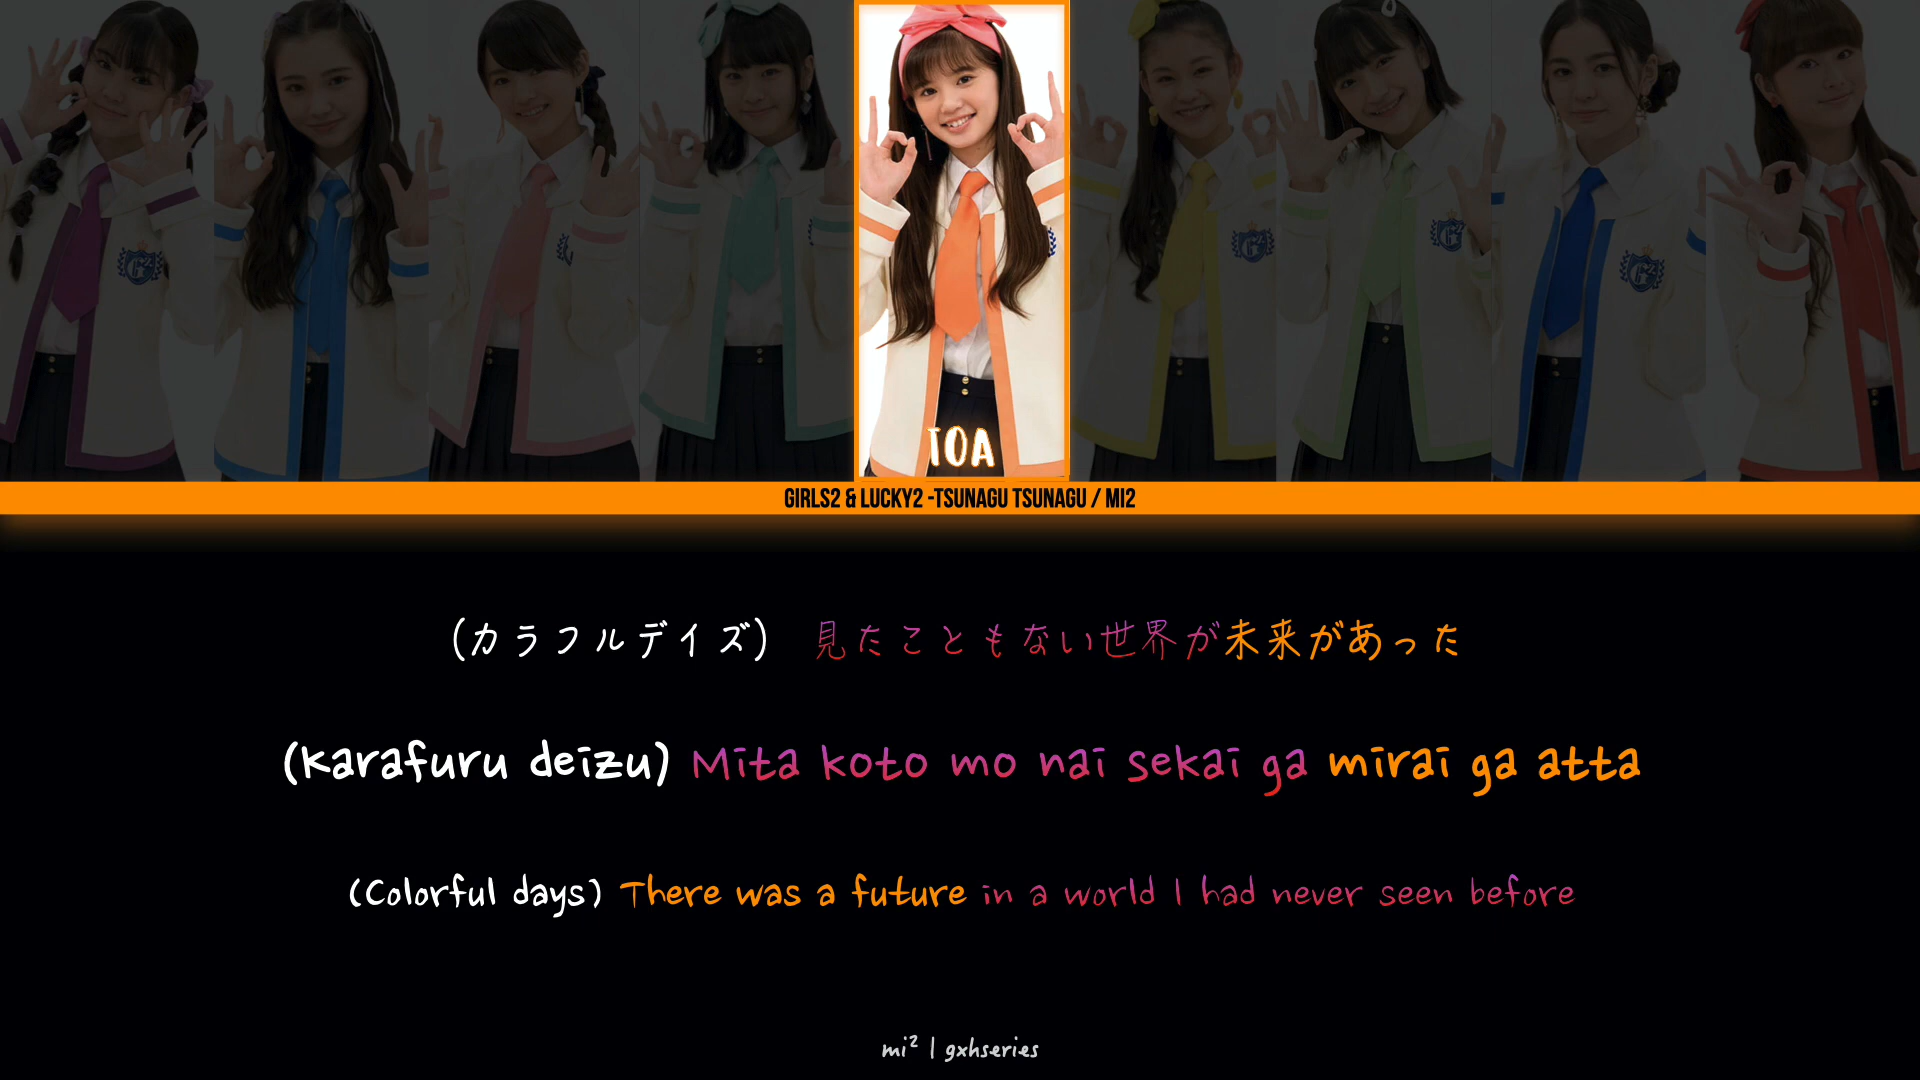 TOA
GIRLS2 & LUCKY2 -TSUNAGU TSUNAGU / MI2
(カラフルデイズ) 見たこともない世界が未来があった
(karafuru deizu) Mita koto mo nai sekai ga mirai ga atta
(Colorful days) There was a future in a world I had never seen before
mi² | gxhseries